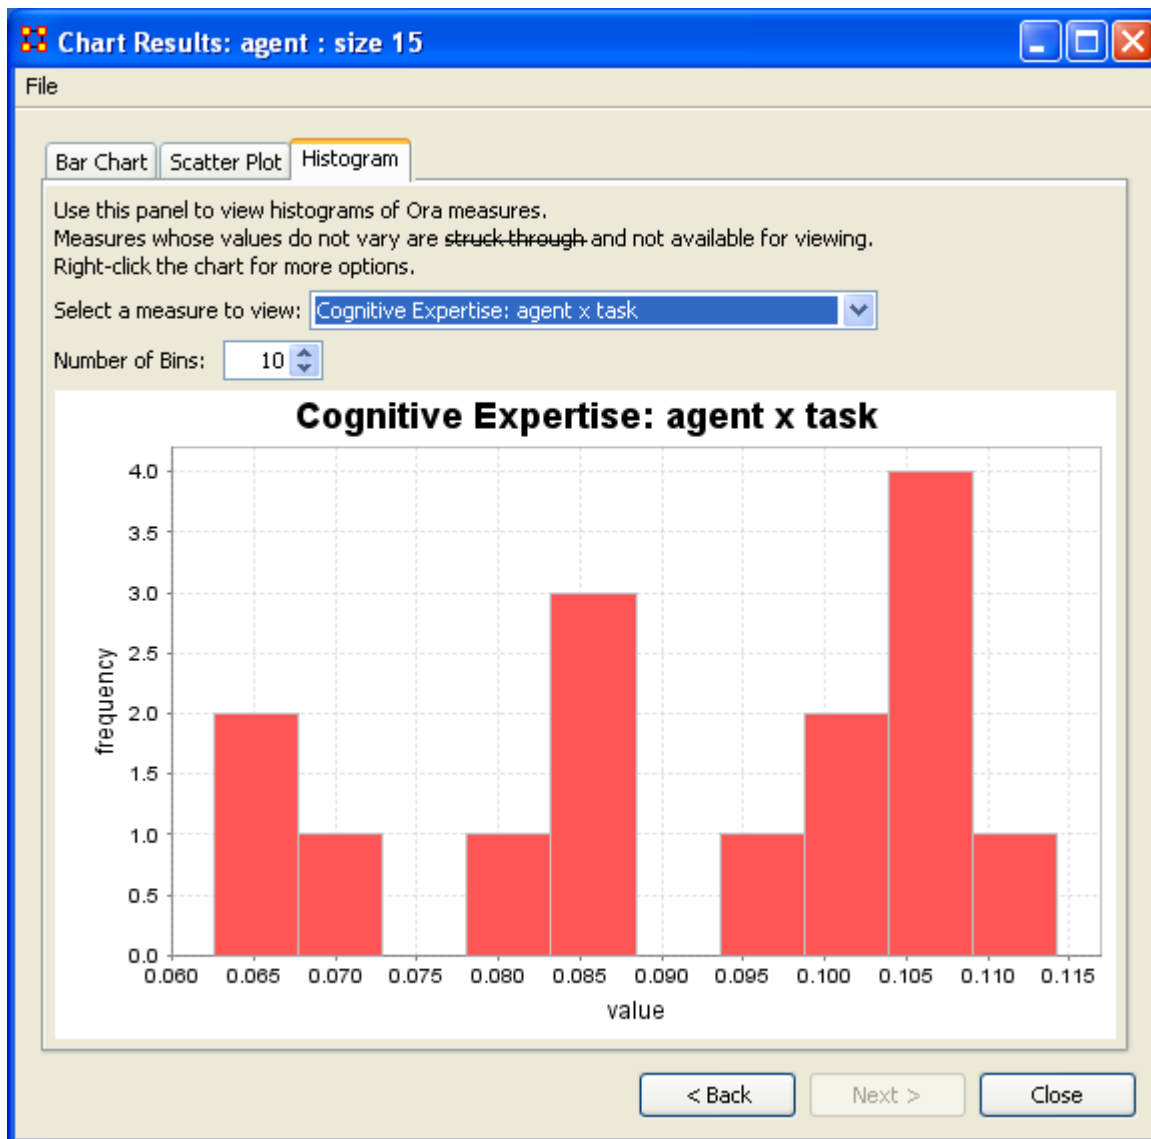 Chart Results: agent : size 15
File
Bar Chart Scatter Plot Histogram
Use this panel to view histograms of Ora measures.
Measures whose values do not vary are struck through and not available for viewing.
Right-click the chart for more options.
Select a measure to view: Cognitive Expertise: agent x task
Number of Bins: 10
Cognitive Expertise: agent x task
4.0
3.5
3.0
2.5
2.0
1.5
1.0
0.5
0.0
frequency
0.060 0.065 0.070 0.075 0.080 0.085 0.090 0.095 0.100 0.105 0.110 0.115
value
< Back Next > Close